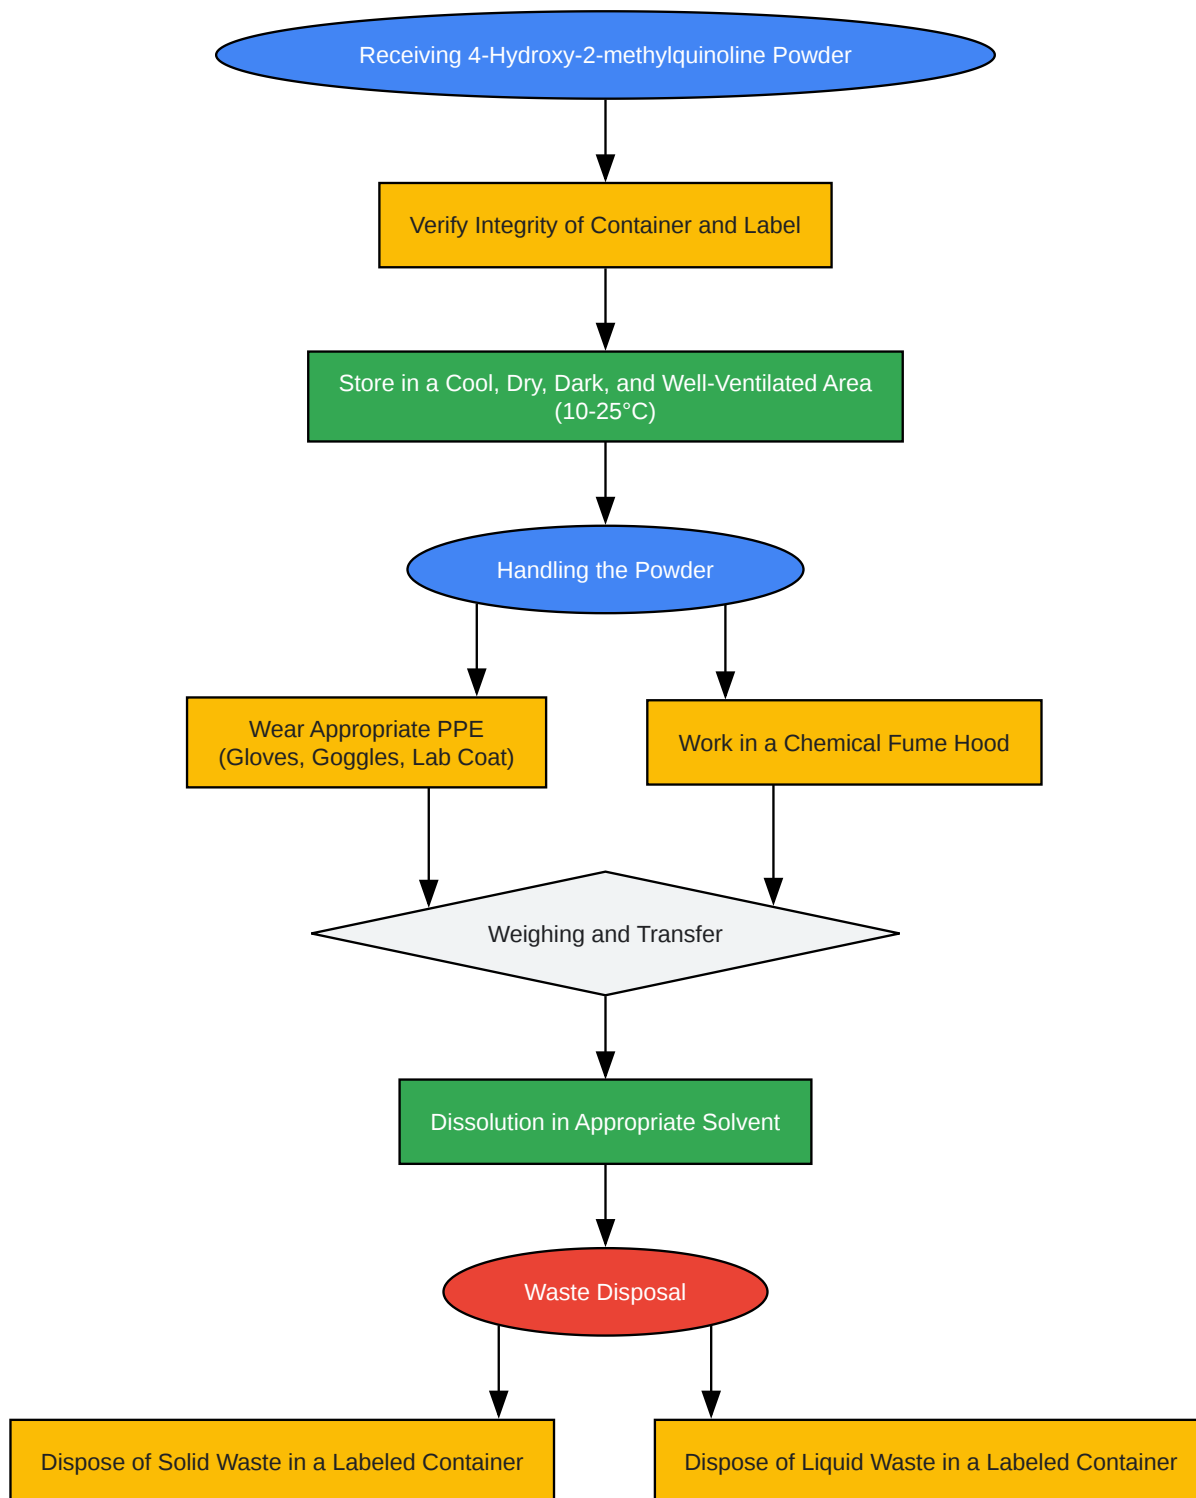 Receiving 4-Hydroxy-2-methylquinoline Powder
Verify Integrity of Container and Label
Store in a Cool, Dry, Dark, and Well-Ventilated Area
(10-25°C)
Handling the Powder
Wear Appropriate PPE
(Gloves, Goggles, Lab Coat)
Work in a Chemical Fume Hood
Weighing and Transfer
Dissolution in Appropriate Solvent
Waste Disposal
Dispose of Solid Waste in a Labeled Container
Dispose of Liquid Waste in a Labeled Container